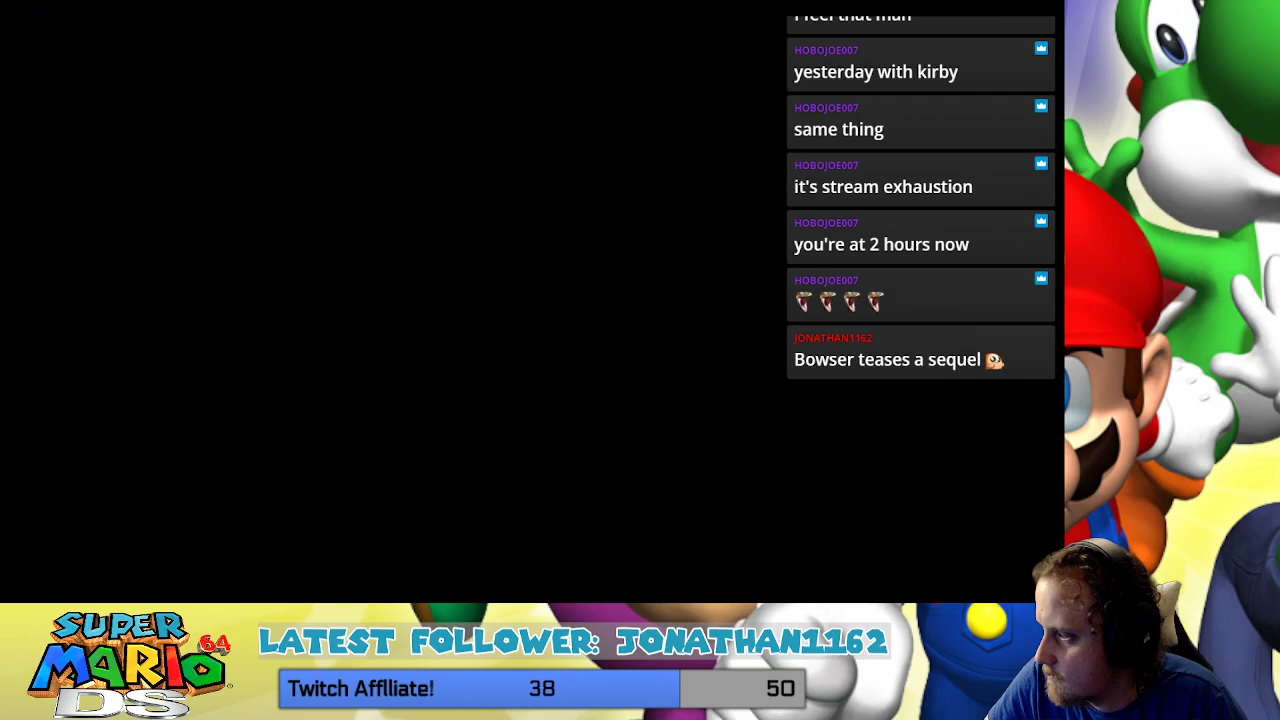 I feel that man
HOBOJOE007
yesterday with kirby
HOBOJOE007
same thing
HOBOJOE007
it's stream exhaustion
HOBOJOE007
you're at 2 hours now
HOBOJOE007
JONATHAN1162
Bowser teases a sequel
SUPER
MARIO 64
DS
LATEST FOLLOWER: JONATHAN1162
Twitch Affiliate! 38 50